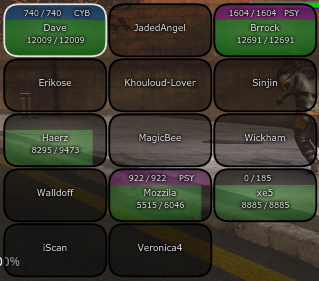 740 / 740 CYB 1604 / 1604 PSY
Dave JadedAngel Brrock
12009 / 12009 12691 / 12691
Erikose Khouloud-Lover Sinjin
Haerz MagicBee Wickham
8295 / 9473
922 / 922 PSY 0 / 185
Walldoff Mozzila xe5
5515 / 6046 8885 / 8885
iScan Veronica4
0%